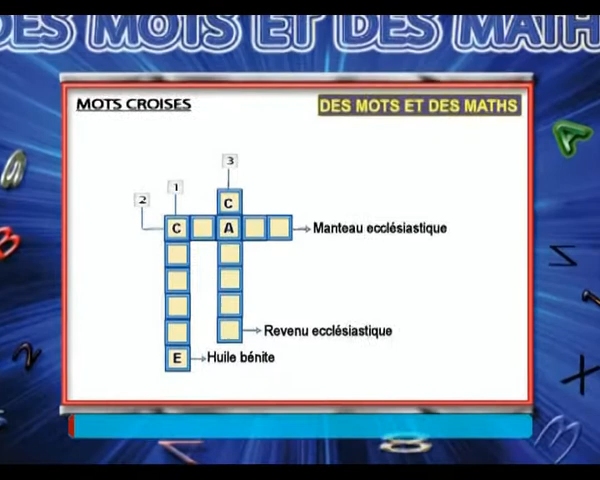 DES MOTS ET DES MATH
MOTS CROISES
DES MOTS ET DES MATHS
3
1
2
C
C A
Manteau ecclésiastique
Revenu ecclésiastique
E
Huile bénite